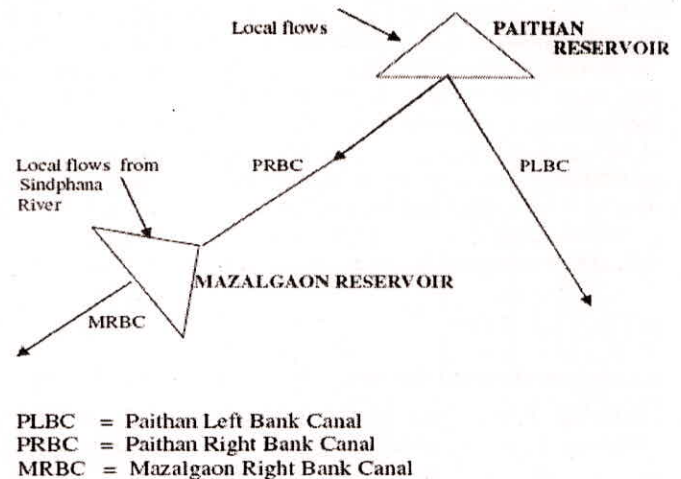 Local flows
PAITHAN
RESERVOIR
PRBC
PLBC
Local flows from
Sindphana
River
MAZALGAON RESERVOIR
MRBC
PLBC = Paithan Left Bank Canal
PRBC = Paithan Right Bank Canal
MRBC = Mazalgaon Right Bank Canal